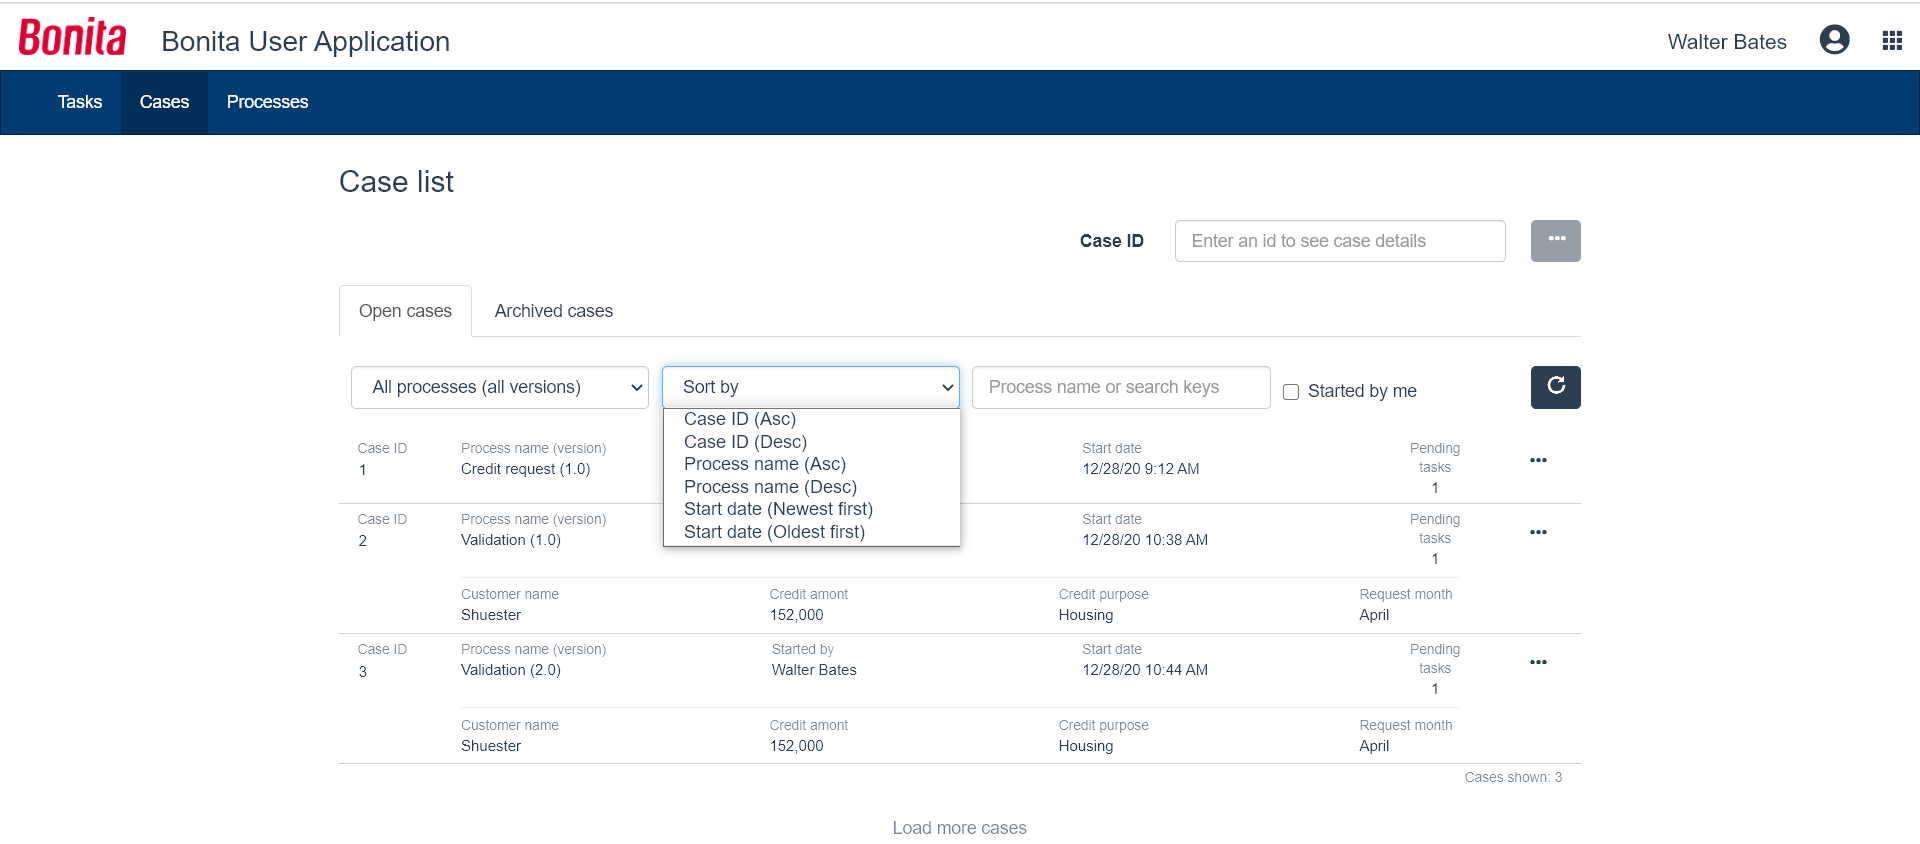 Bonita
Bonita User Application
Walter Bates
Tasks
Cases
Processes
Case list
Case ID
Enter an id to see case details
Open cases
Archived cases
All processes (all versions)
Sort by
Process name or search keys
Started by me
Case ID (Asc)
Case ID (Desc)
Process name (Asc)
Process name (Desc)
Start date (Newest first)
Start date (Oldest first)
Case ID
Process name (version)
Start date
Pending
tasks
1
Credit request (1.0)
12/28/20 9:12 AM
1
Case ID
Process name (version)
Start date
Pending
tasks
2
Validation (1.0)
12/28/20 10:38 AM
1
Customer name
Credit amont
Credit purpose
Request month
Shuester
152,000
Housing
April
Case ID
Process name (version)
Started by
Start date
Pending
tasks
3
Validation (2.0)
Walter Bates
12/28/20 10:44 AM
1
Customer name
Credit amont
Credit purpose
Request month
Shuester
152,000
Housing
April
Cases shown: 3
Load more cases